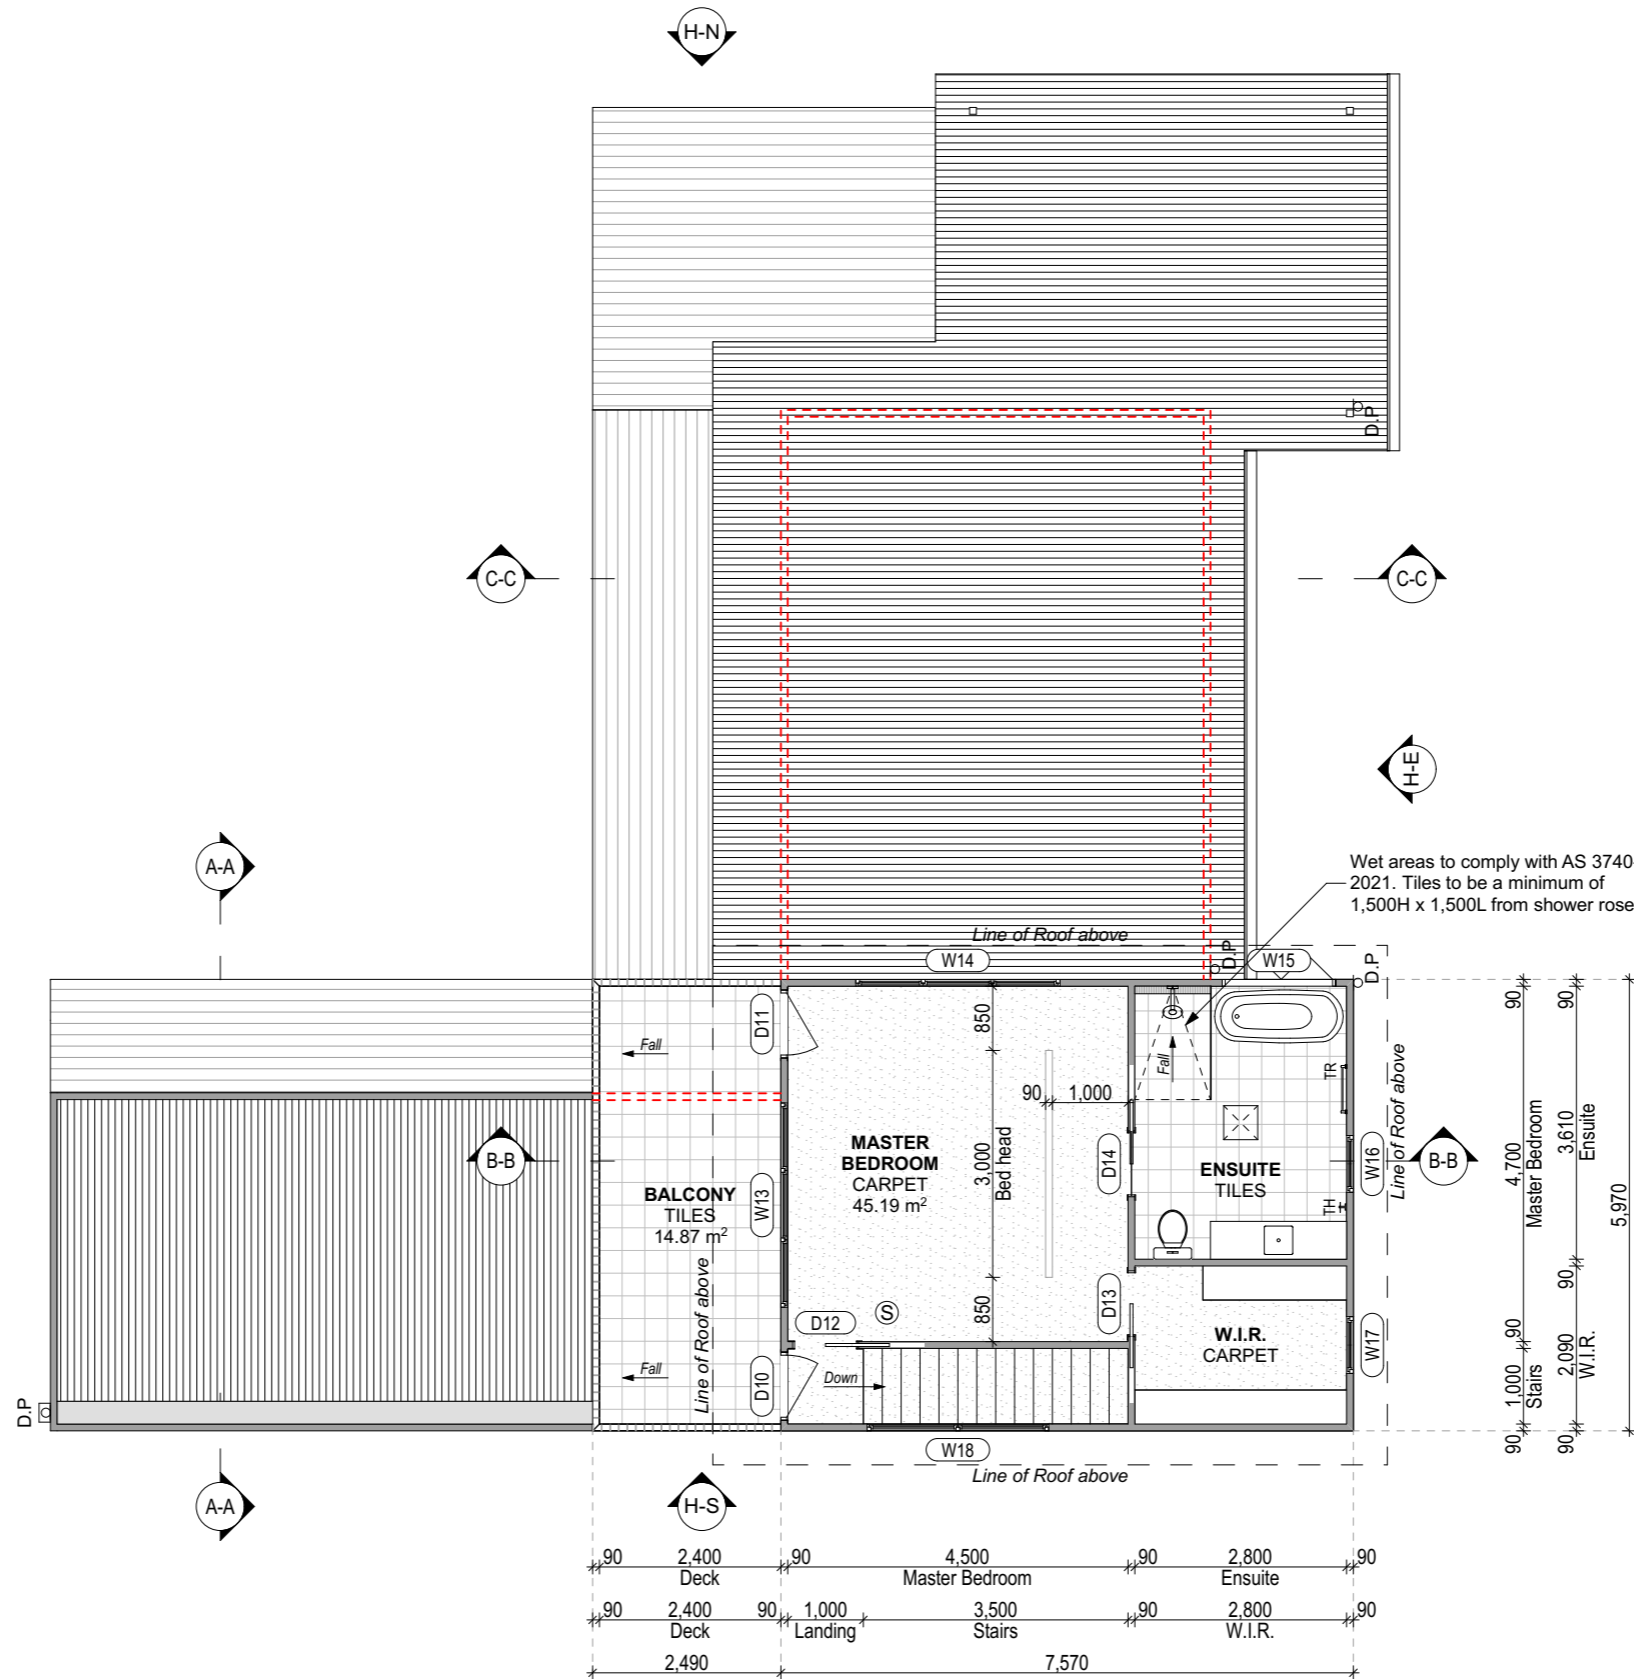 H-N
D.P
C-C
C-C
H-E
A-A
Wet areas to comply with AS 3740-
2021. Tiles to be a minimum of
1,500H x 1,500L from shower rose
Line of Roof above
W14
D.P
W15
D.P
D11
Fall
850
Fall
TR
Line of Roof above
90
90
90 1,000
B-B
MASTER
BEDROOM
CARPET
45.19 m²
3,000
Bed head
D14
ENSUITE
TILES
W16
B-B
4,700
Master Bedroom
3,610
Ensuite
BALCONY
TILES
14.87 m²
W13
TH
5,970
Line of Roof above
D12
S
850
D13
W.I.R.
CARPET
W17
90
90
2,090
W.I.R.
1,000
Stairs
Fall
D10
Down
D.P
W18
90
90
Line of Roof above
A-A
H-S
90 2,400 90 4,500 90 2,800 90
Deck Master Bedroom Ensuite
90 2,400 90 1,000 3,500 90 2,800 90
Deck Landing Stairs W.I.R.
2,490 7,570